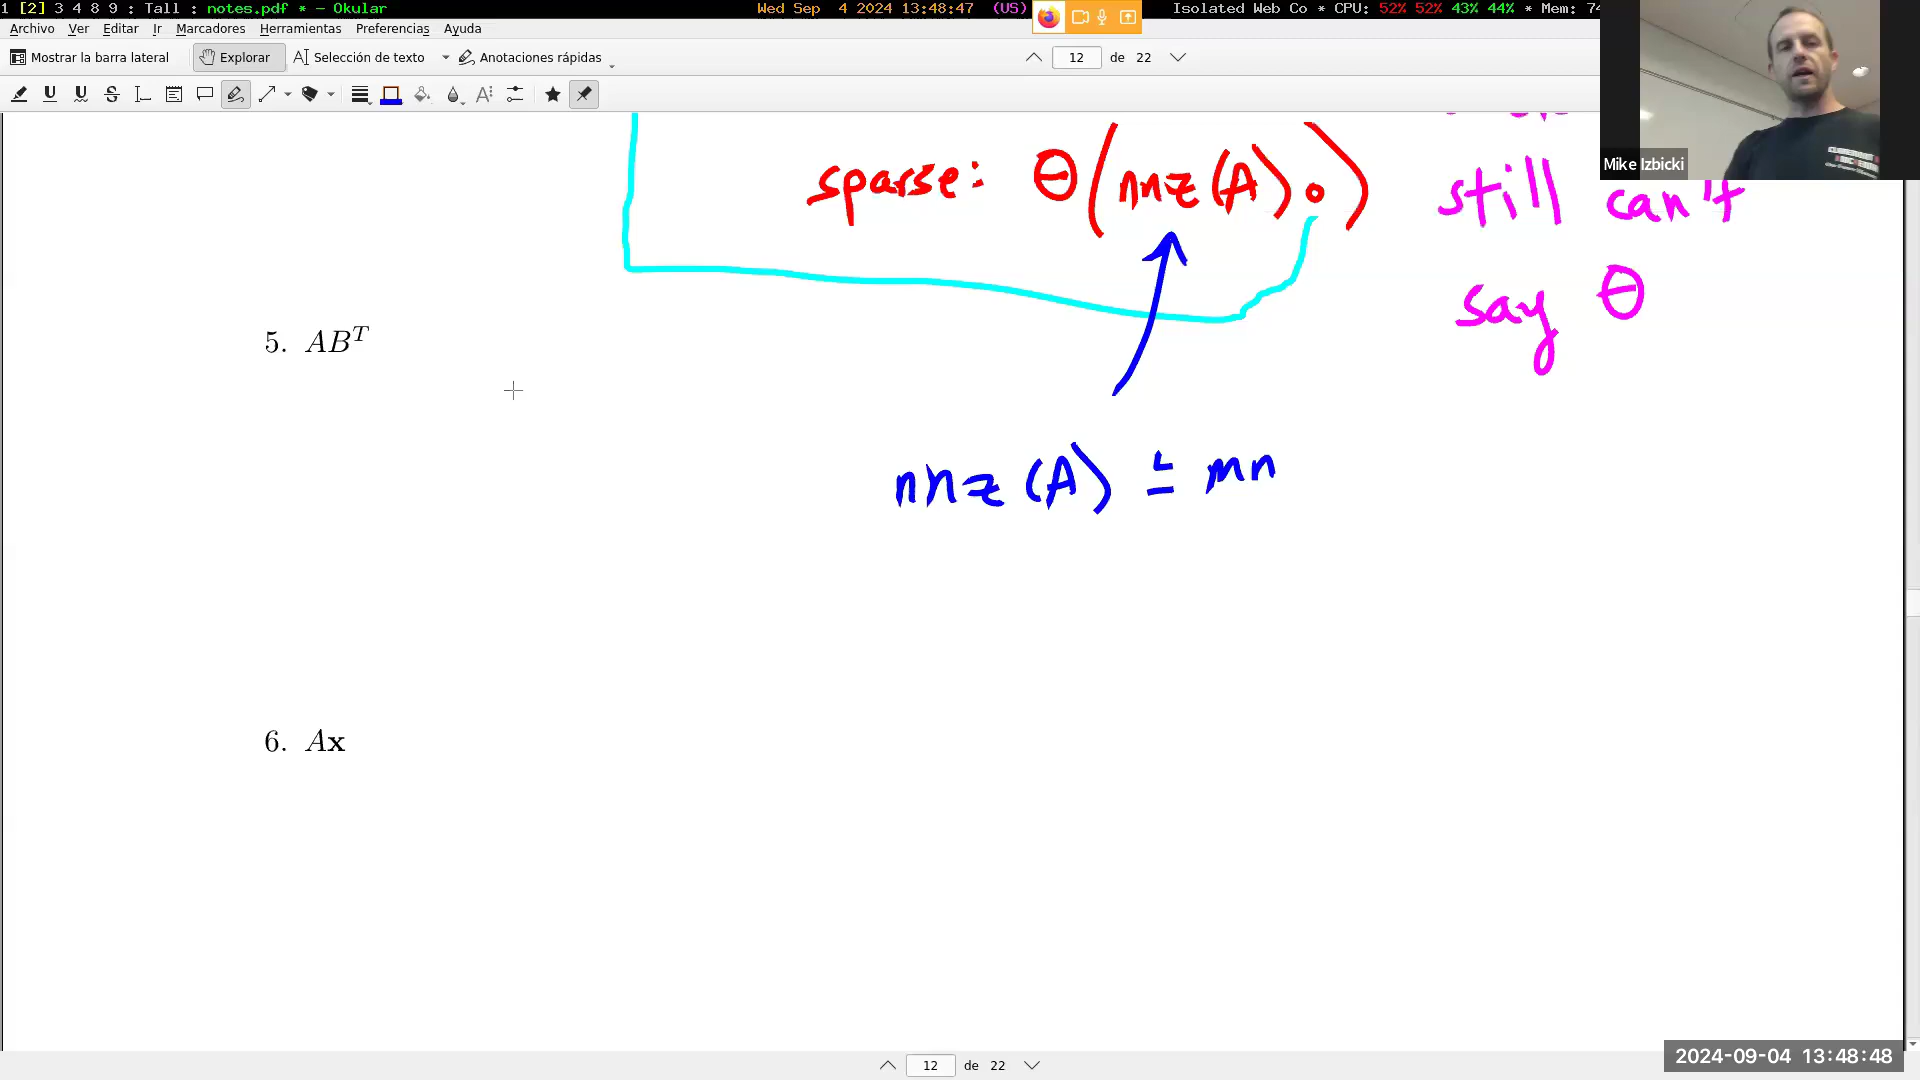 1 [2] 3 4 8 9 : Tall : notes.pdf * - Okular
Wed Sep 4 2024 13:48:47 (US)
Isolated Web Co * CPU: 52% 52% 43% 44% * Mem: 74
Archivo Ver Editar Ir Marcadores Herramientas Preferencias Ayuda
Mostrar la barra lateral Explorar Selección de texto Anotaciones rápidas
12 de 22
Mike Izbicki
sparse: Θ(nnz(A)∘)
still can't
say Θ
5. AB^T
nnz(A) ≤ mn
6. Ax
12 de 22
2024-09-04 13:48:48